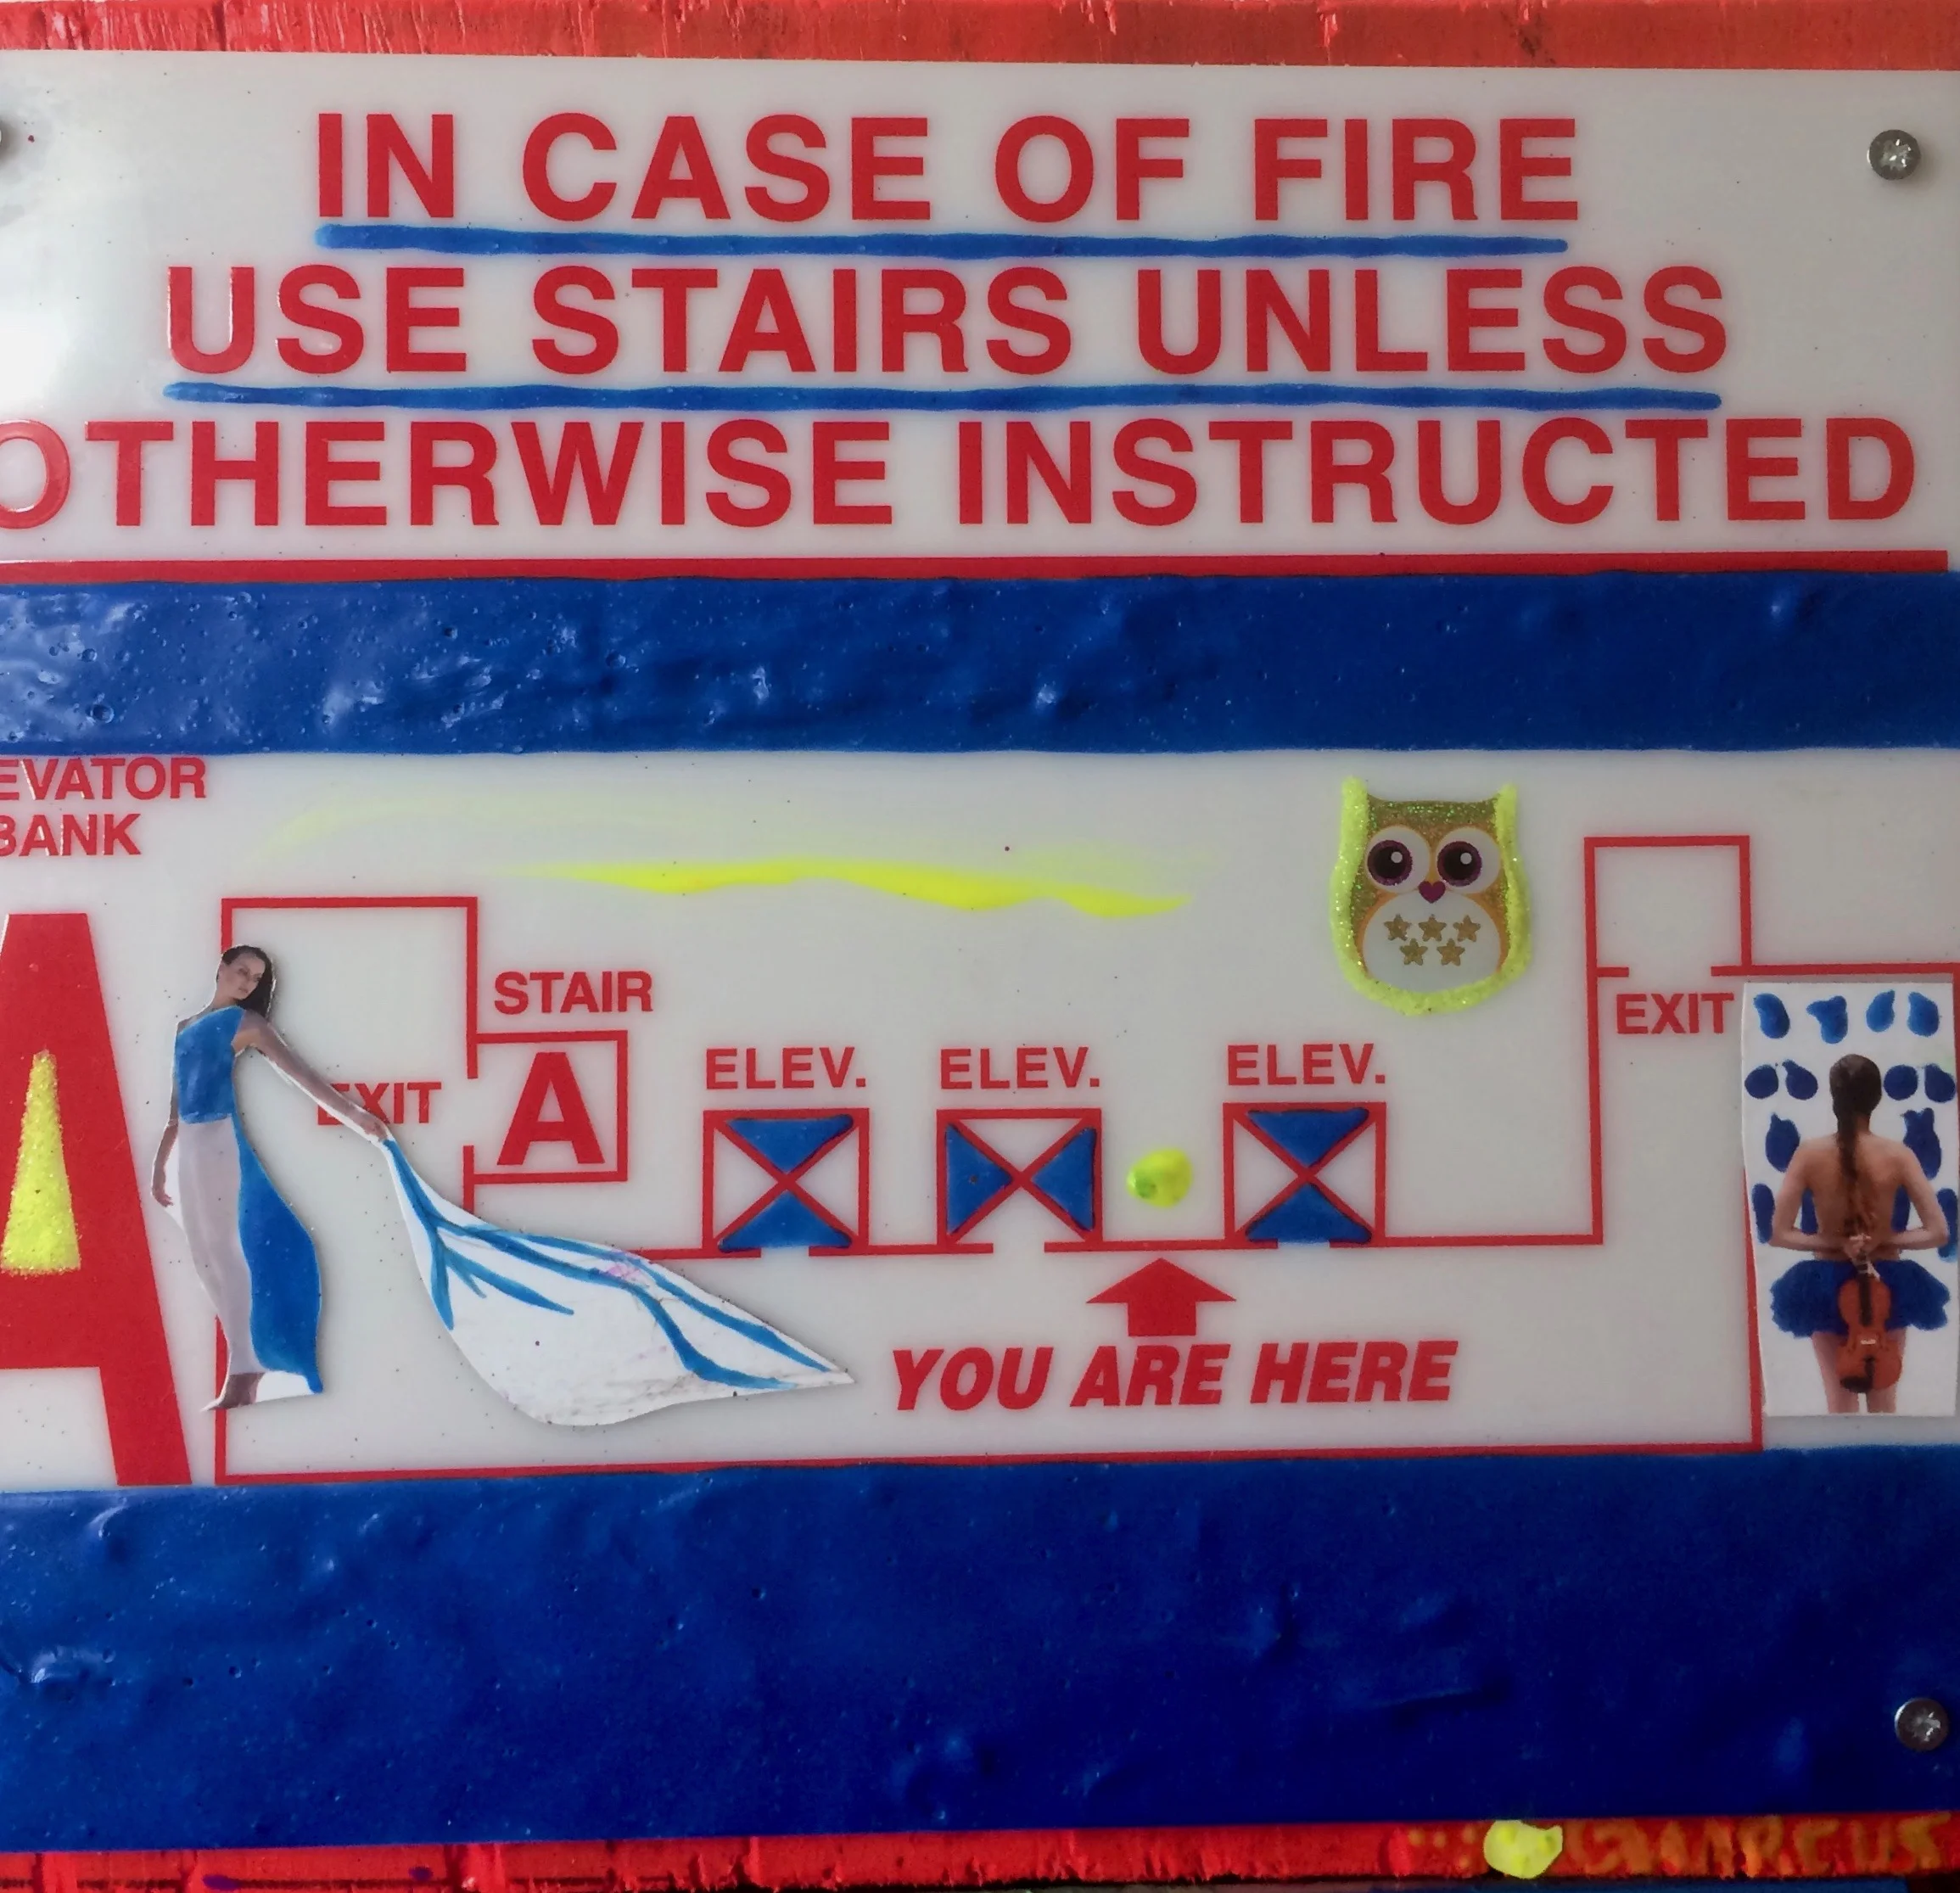 IN CASE OF FIRE
USE STAIRS UNLESS
OTHERWISE INSTRUCTED
EVATOR
BANK
A
STAIR
EXIT
A
ELEV. ELEV. ELEV.
EXIT
YOU ARE HERE